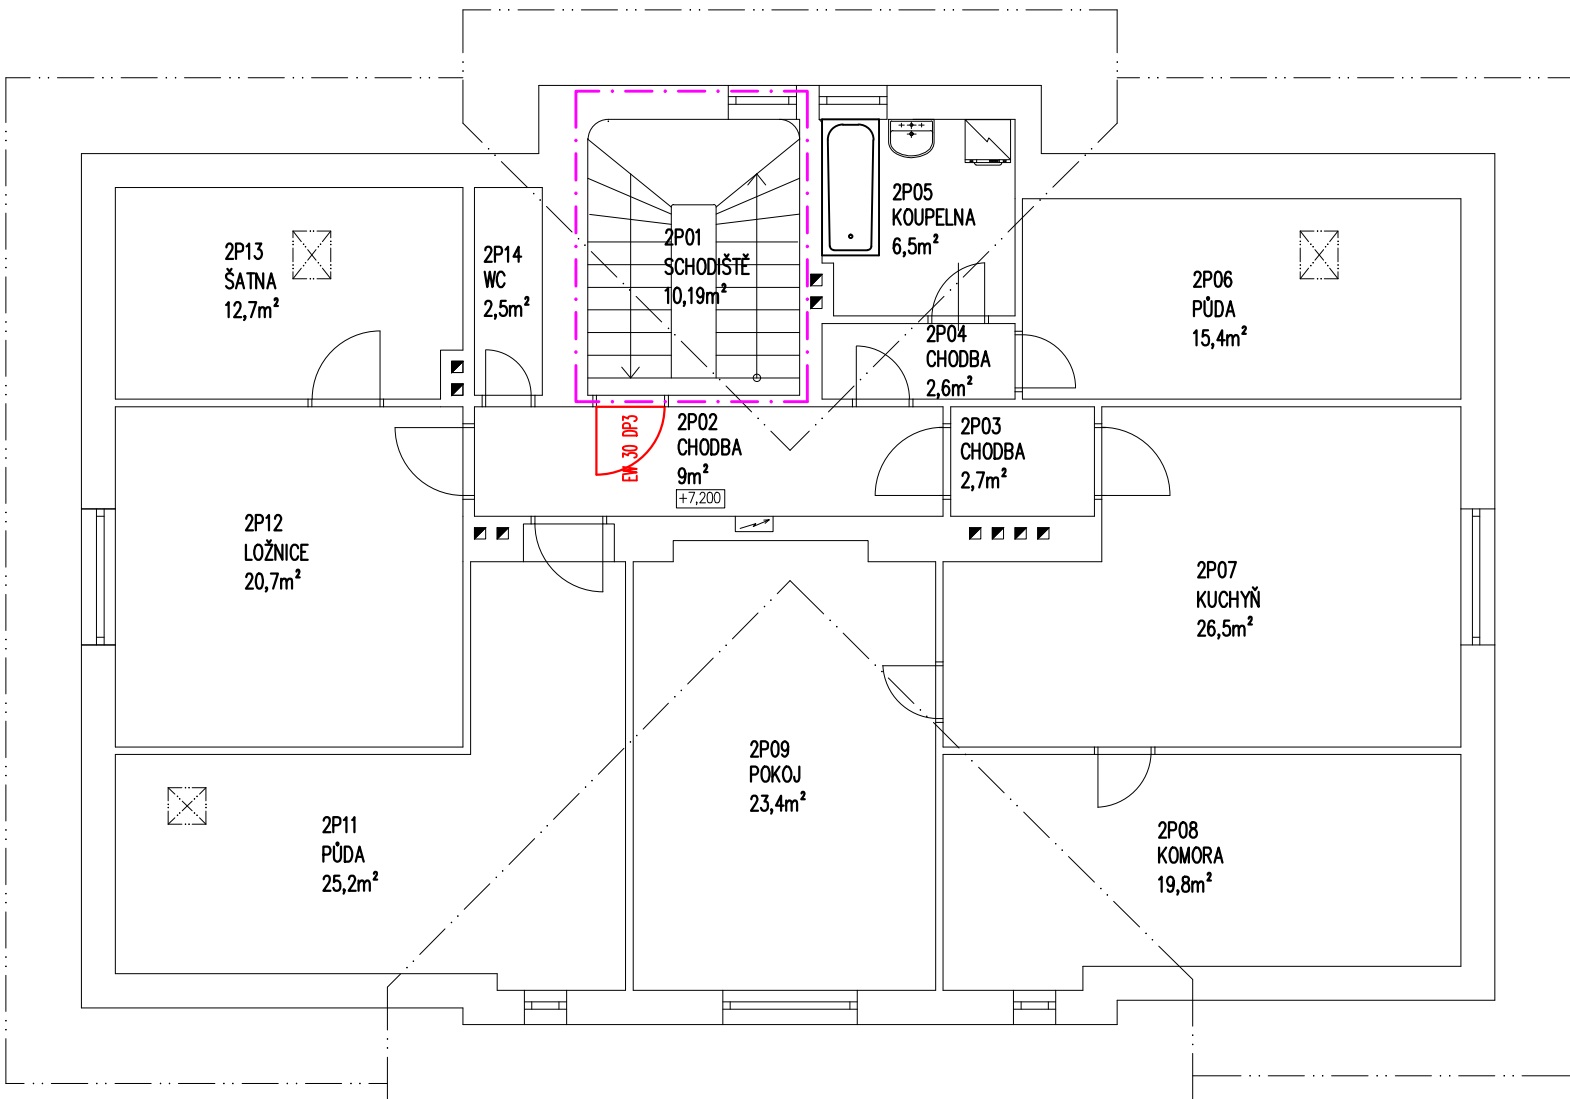 2P01
SCHODIŠTĚ
10,19m²
2P05
KOUPELNA
6,5m²
2P13
ŠATNA
12,7m²
2P14
WC
2,5m²
2P06
PŮDA
15,4m²
2P04
CHODBA
2,6m²
EW 30 DP3
2P02
CHODBA
9m²
+7,200
2P03
CHODBA
2,7m²
2P12
LOŽNICE
20,7m²
2P07
KUCHYŇ
26,5m²
2P09
POKOJ
23,4m²
2P11
PŮDA
25,2m²
2P08
KOMORA
19,8m²